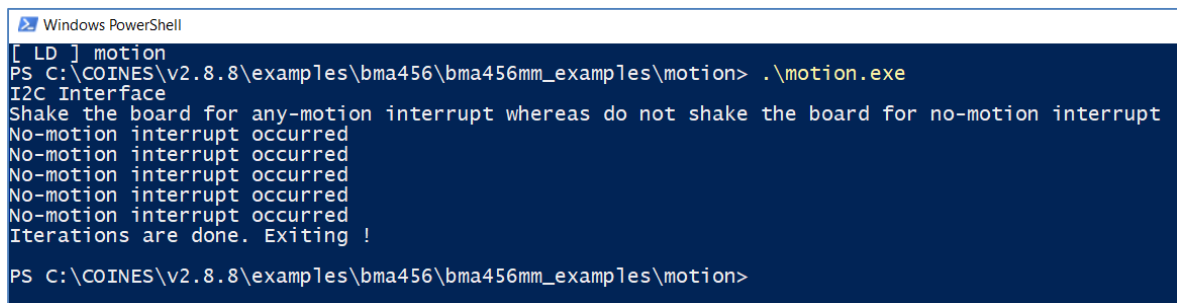 Windows PowerShell
[ LD ] motion
PS C:\COINES\v2.8.8\examples\bma456\bma456mm_examples\motion> .\motion.exe
I2C Interface
Shake the board for any-motion interrupt whereas do not shake the board for no-motion interrupt
No-motion interrupt occurred
No-motion interrupt occurred
No-motion interrupt occurred
No-motion interrupt occurred
No-motion interrupt occurred
Iterations are done. Exiting !
PS C:\COINES\v2.8.8\examples\bma456\bma456mm_examples\motion>